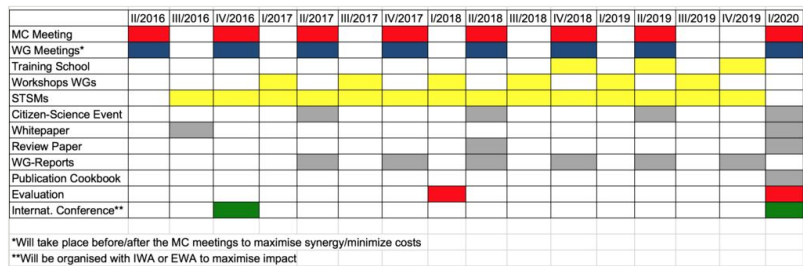 II/2016 III/2016 IV/2016 I/2017 II/2017 III/2017 IV/2017 I/2018 II/2018 III/2018 IV/2018 I/2019 II/2019 III/2019 IV/2019 I/2020
MC Meeting
WG Meetings*
Training School
Workshops WGs
STSMs
Citizen-Science Event
Whitepaper
Review Paper
WG-Reports
Publication Cookbook
Evaluation
Internat. Conference**
*Will take place before/after the MC meetings to maximise synergy/minimize costs
**Will be organised with IWA or EWA to maximise impact